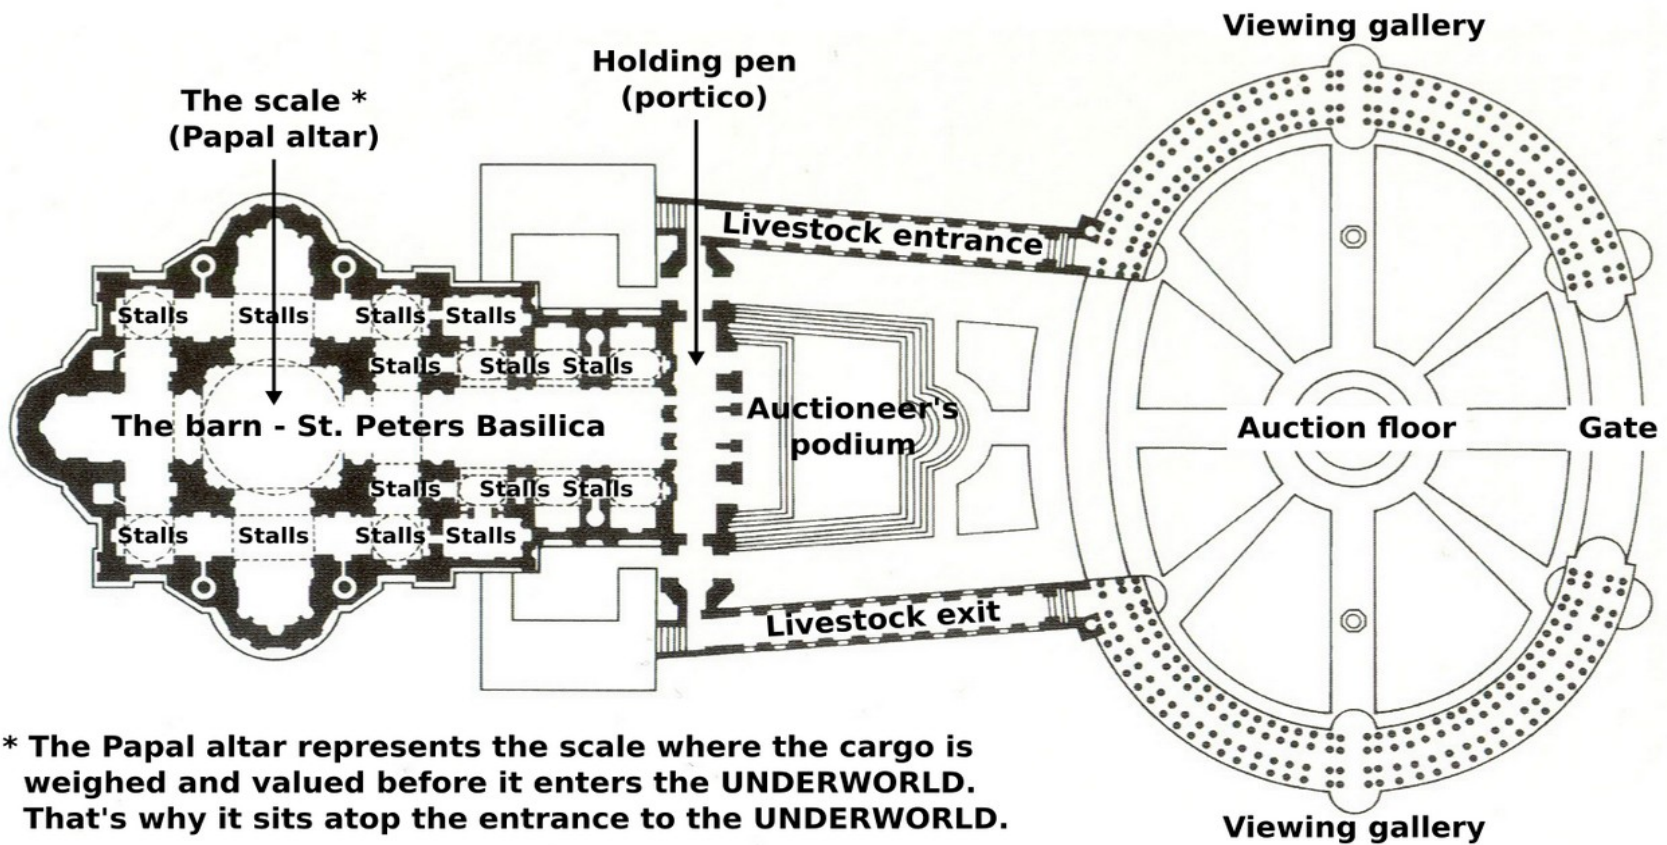 Viewing gallery
Holding pen
(portico)
The scale *
(Papal altar)
Livestock entrance
Stalls Stalls Stalls Stalls
Stalls Stalls Stalls
The barn - St. Peters Basilica
Auctioneer's
podium
Auction floor
Gate
Stalls Stalls Stalls
Stalls Stalls Stalls Stalls
Livestock exit
* The Papal altar represents the scale where the cargo is
weighed and valued before it enters the UNDERWORLD.
That's why it sits atop the entrance to the UNDERWORLD.
Viewing gallery